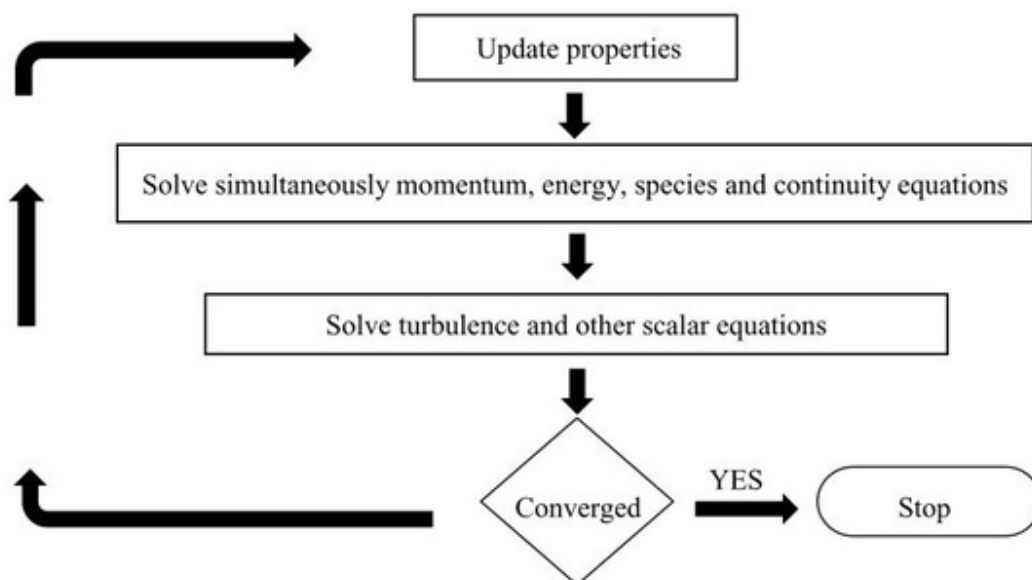 Update properties
Solve simultaneously momentum, energy, species and continuity equations
Solve turbulence and other scalar equations
YES
Converged
Stop